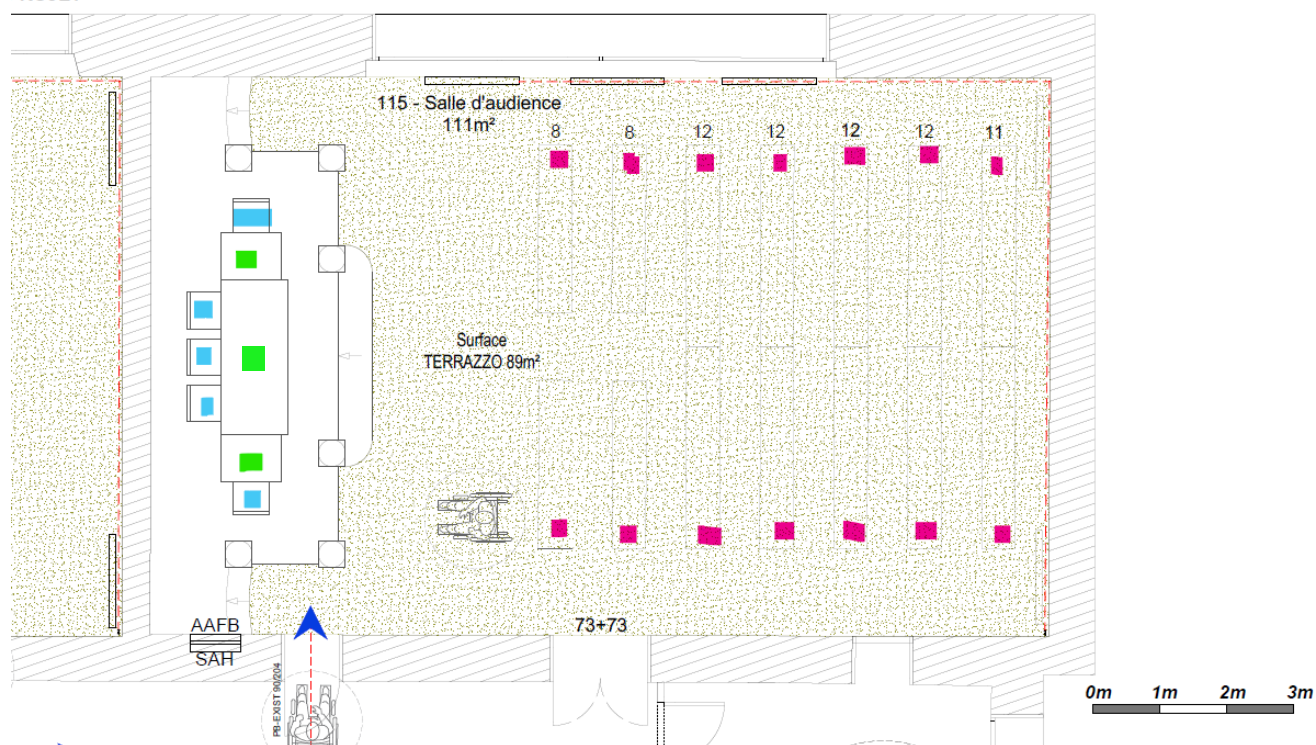 115 - Salle d'audience
111m²
8 8 12 12 12 12 11
Surface
TERRAZZO 89m²
73+73
AAFB
SAH
PB-EXIST 90/204
0m 1m 2m 3m